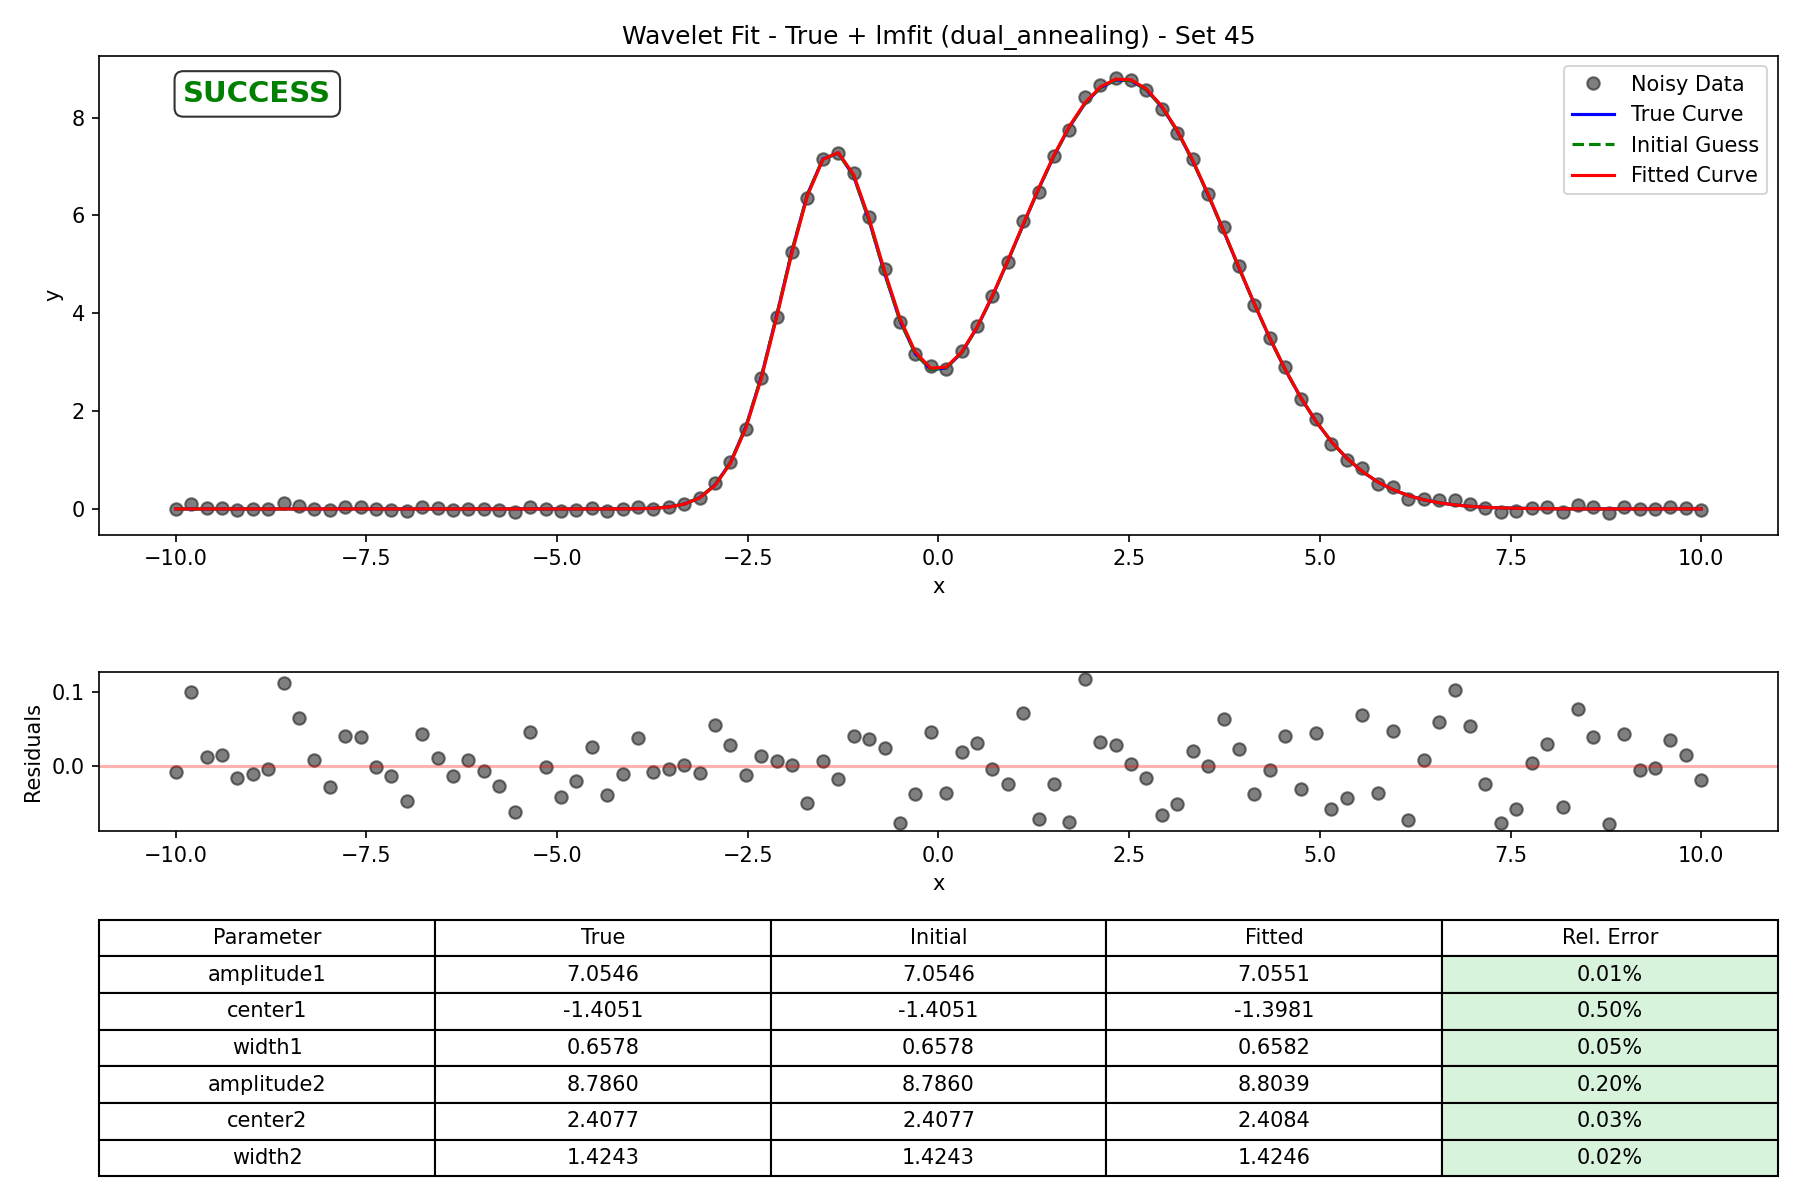 Wavelet Fit - True + lmfit (dual_annealing) - Set 45
SUCCESS
Noisy Data
True Curve
Initial Guess
Fitted Curve
y
8
6
4
2
0
−10.0 −7.5 −5.0 −2.5 0.0 2.5 5.0 7.5 10.0
x
Residuals
0.1
0.0
−10.0 −7.5 −5.0 −2.5 0.0 2.5 5.0 7.5 10.0
x
Parameter True Initial Fitted Rel. Error
amplitude1 7.0546 7.0546 7.0551 0.01%
center1 -1.4051 -1.4051 -1.3981 0.50%
width1 0.6578 0.6578 0.6582 0.05%
amplitude2 8.7860 8.7860 8.8039 0.20%
center2 2.4077 2.4077 2.4084 0.03%
width2 1.4243 1.4243 1.4246 0.02%